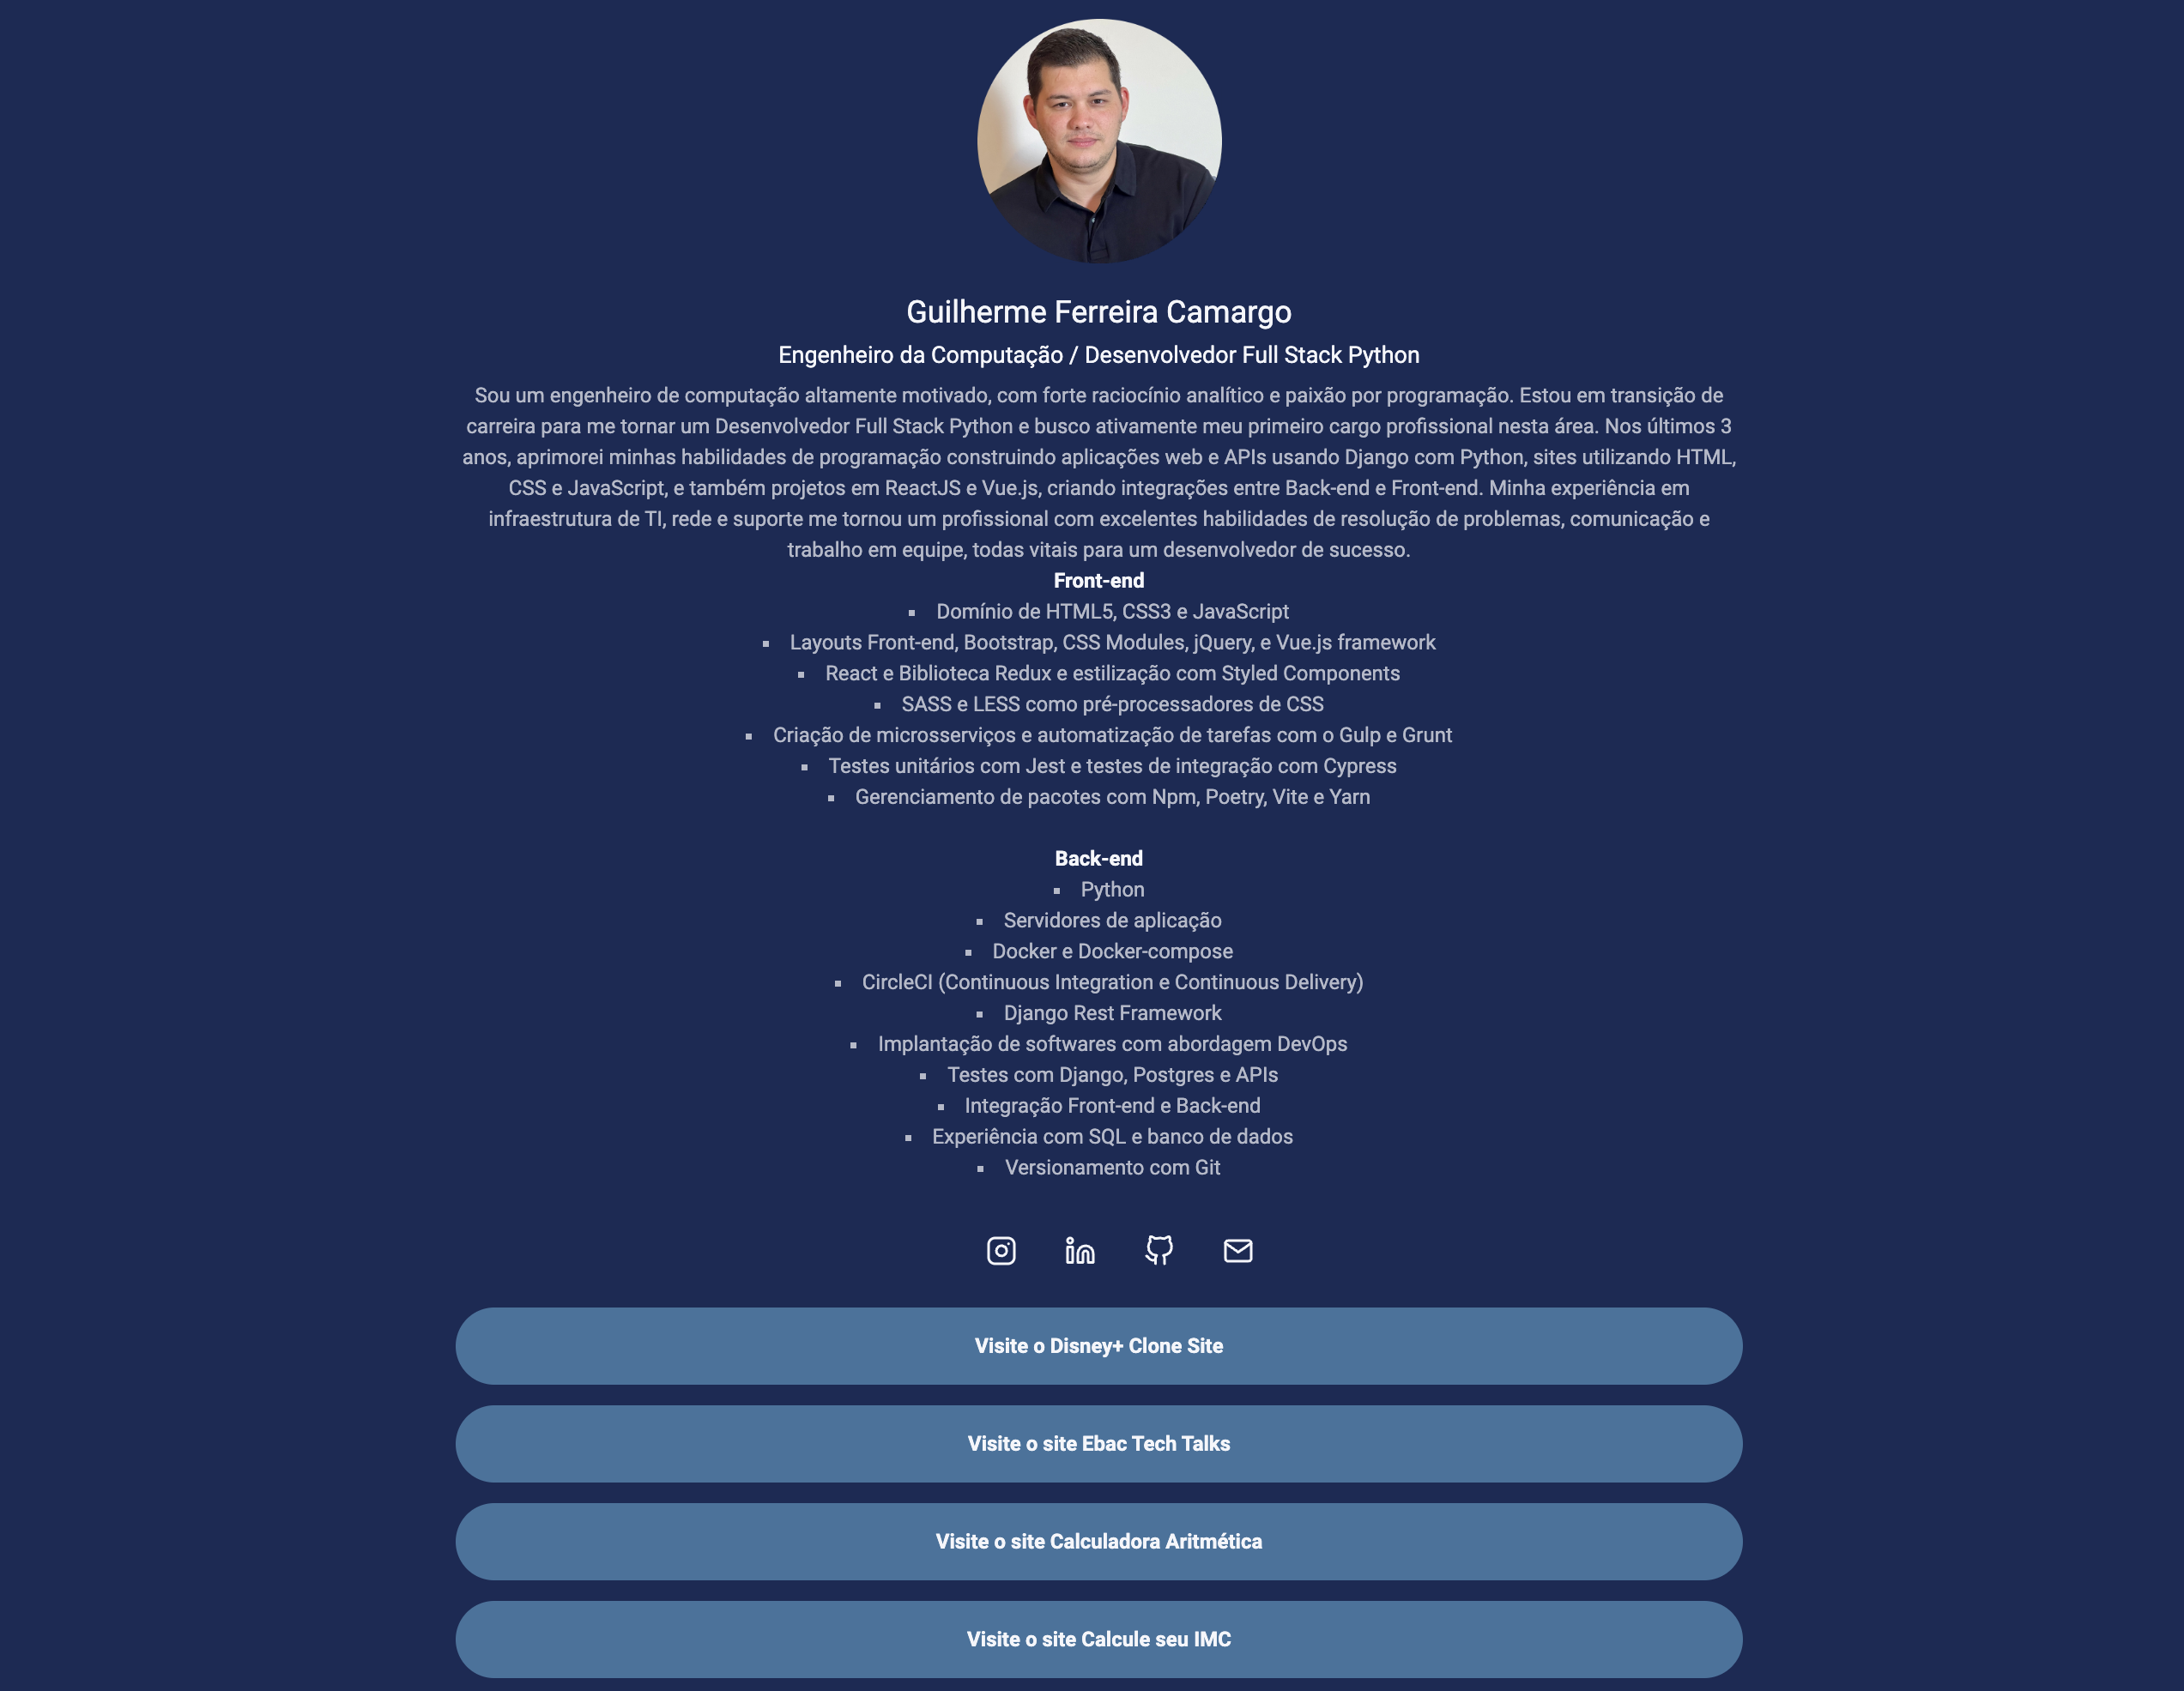 Guilherme Ferreira Camargo
Engenheiro da Computação / Desenvolvedor Full Stack Python
Sou um engenheiro de computação altamente motivado, com forte raciocínio analítico e paixão por programação. Estou em transição de
carreira para me tornar um Desenvolvedor Full Stack Python e busco ativamente meu primeiro cargo profissional nesta área. Nos últimos 3
anos, aprimorei minhas habilidades de programação construindo aplicações web e APIs usando Django com Python, sites utilizando HTML,
CSS e JavaScript, e também projetos em ReactJS e Vue.js, criando integrações entre Back-end e Front-end. Minha experiência em
infraestrutura de TI, rede e suporte me tornou um profissional com excelentes habilidades de resolução de problemas, comunicação e
trabalho em equipe, todas vitais para um desenvolvedor de sucesso.
Front-end
▪ Domínio de HTML5, CSS3 e JavaScript
▪ Layouts Front-end, Bootstrap, CSS Modules, jQuery, e Vue.js framework
▪ React e Biblioteca Redux e estilização com Styled Components
▪ SASS e LESS como pré-processadores de CSS
▪ Criação de microsserviços e automatização de tarefas com o Gulp e Grunt
▪ Testes unitários com Jest e testes de integração com Cypress
▪ Gerenciamento de pacotes com Npm, Poetry, Vite e Yarn
Back-end
▪ Python
▪ Servidores de aplicação
▪ Docker e Docker-compose
▪ CircleCI (Continuous Integration e Continuous Delivery)
▪ Django Rest Framework
▪ Implantação de softwares com abordagem DevOps
▪ Testes com Django, Postgres e APIs
▪ Integração Front-end e Back-end
▪ Experiência com SQL e banco de dados
▪ Versionamento com Git
Visite o Disney+ Clone Site
Visite o site Ebac Tech Talks
Visite o site Calculadora Aritmética
Visite o site Calcule seu IMC